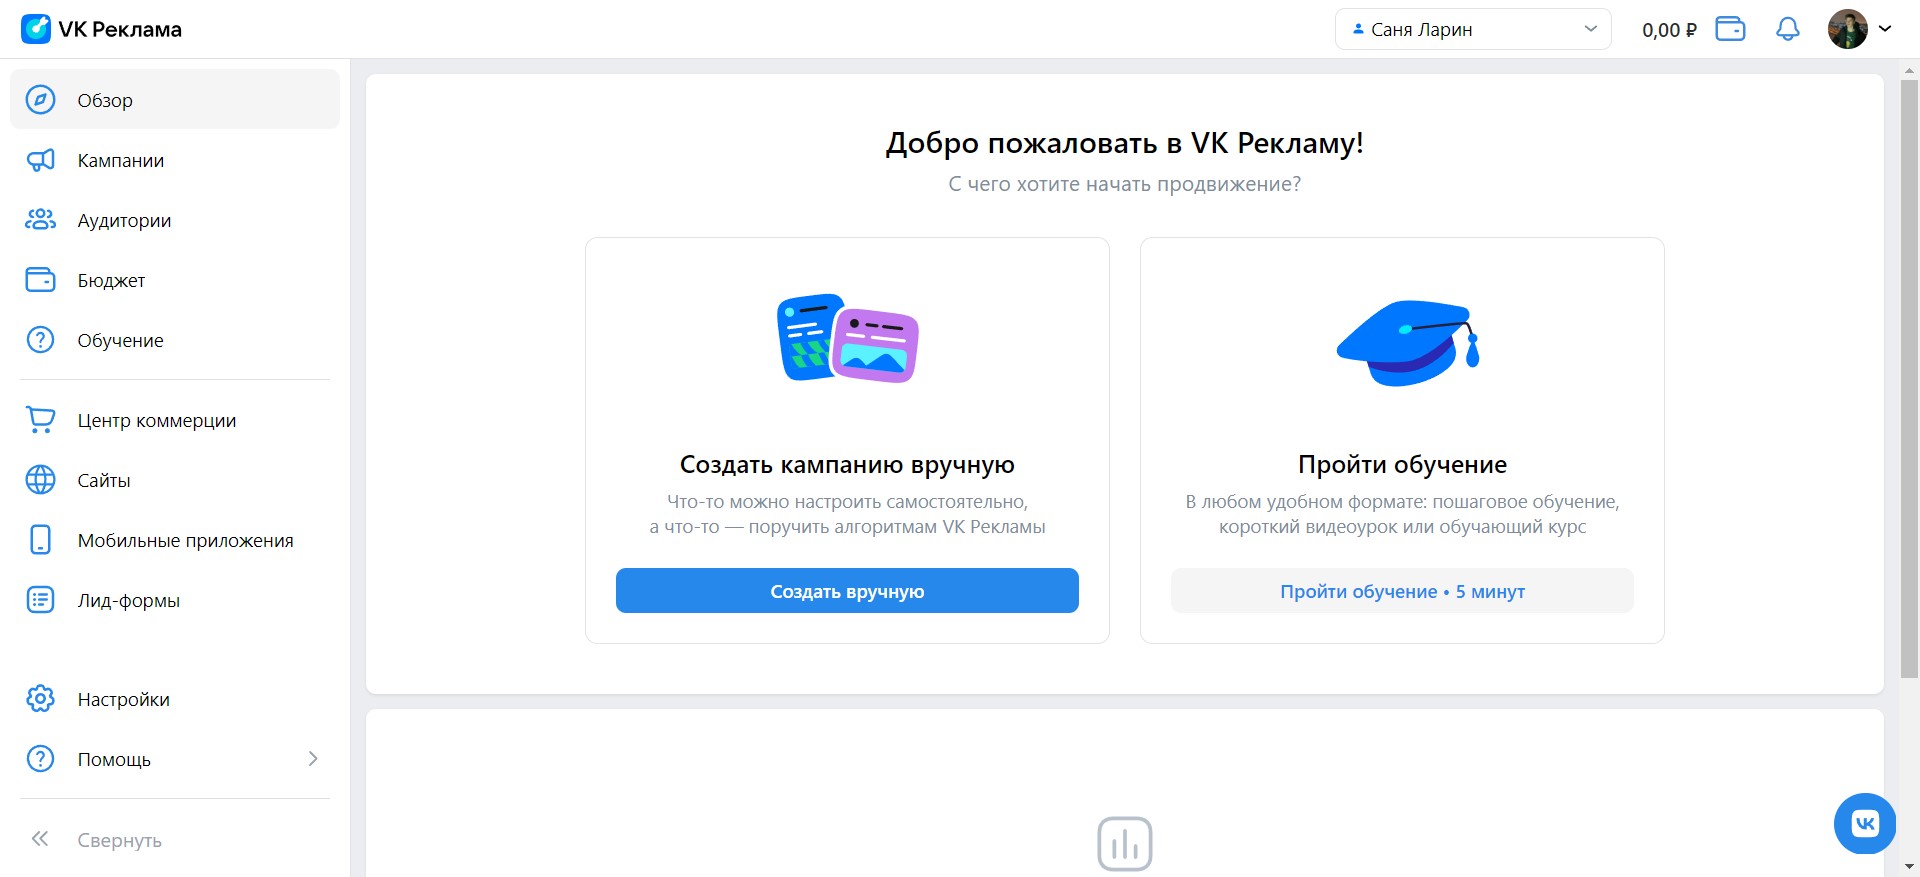 VK Реклама
Саня Ларин
0,00 ₽
Обзор
Кампании
Аудитории
Бюджет
Обучение
Центр коммерции
Сайты
Мобильные приложения
Лид-формы
Настройки
Помощь
Свернуть
Добро пожаловать в VK Рекламу!
С чего хотите начать продвижение?
Создать кампанию вручную
Что-то можно настроить самостоятельно,
а что-то — поручить алгоритмам VK Рекламы
Создать вручную
Пройти обучение
В любом удобном формате: пошаговое обучение,
короткий видеоурок или обучающий курс
Пройти обучение • 5 минут
VK